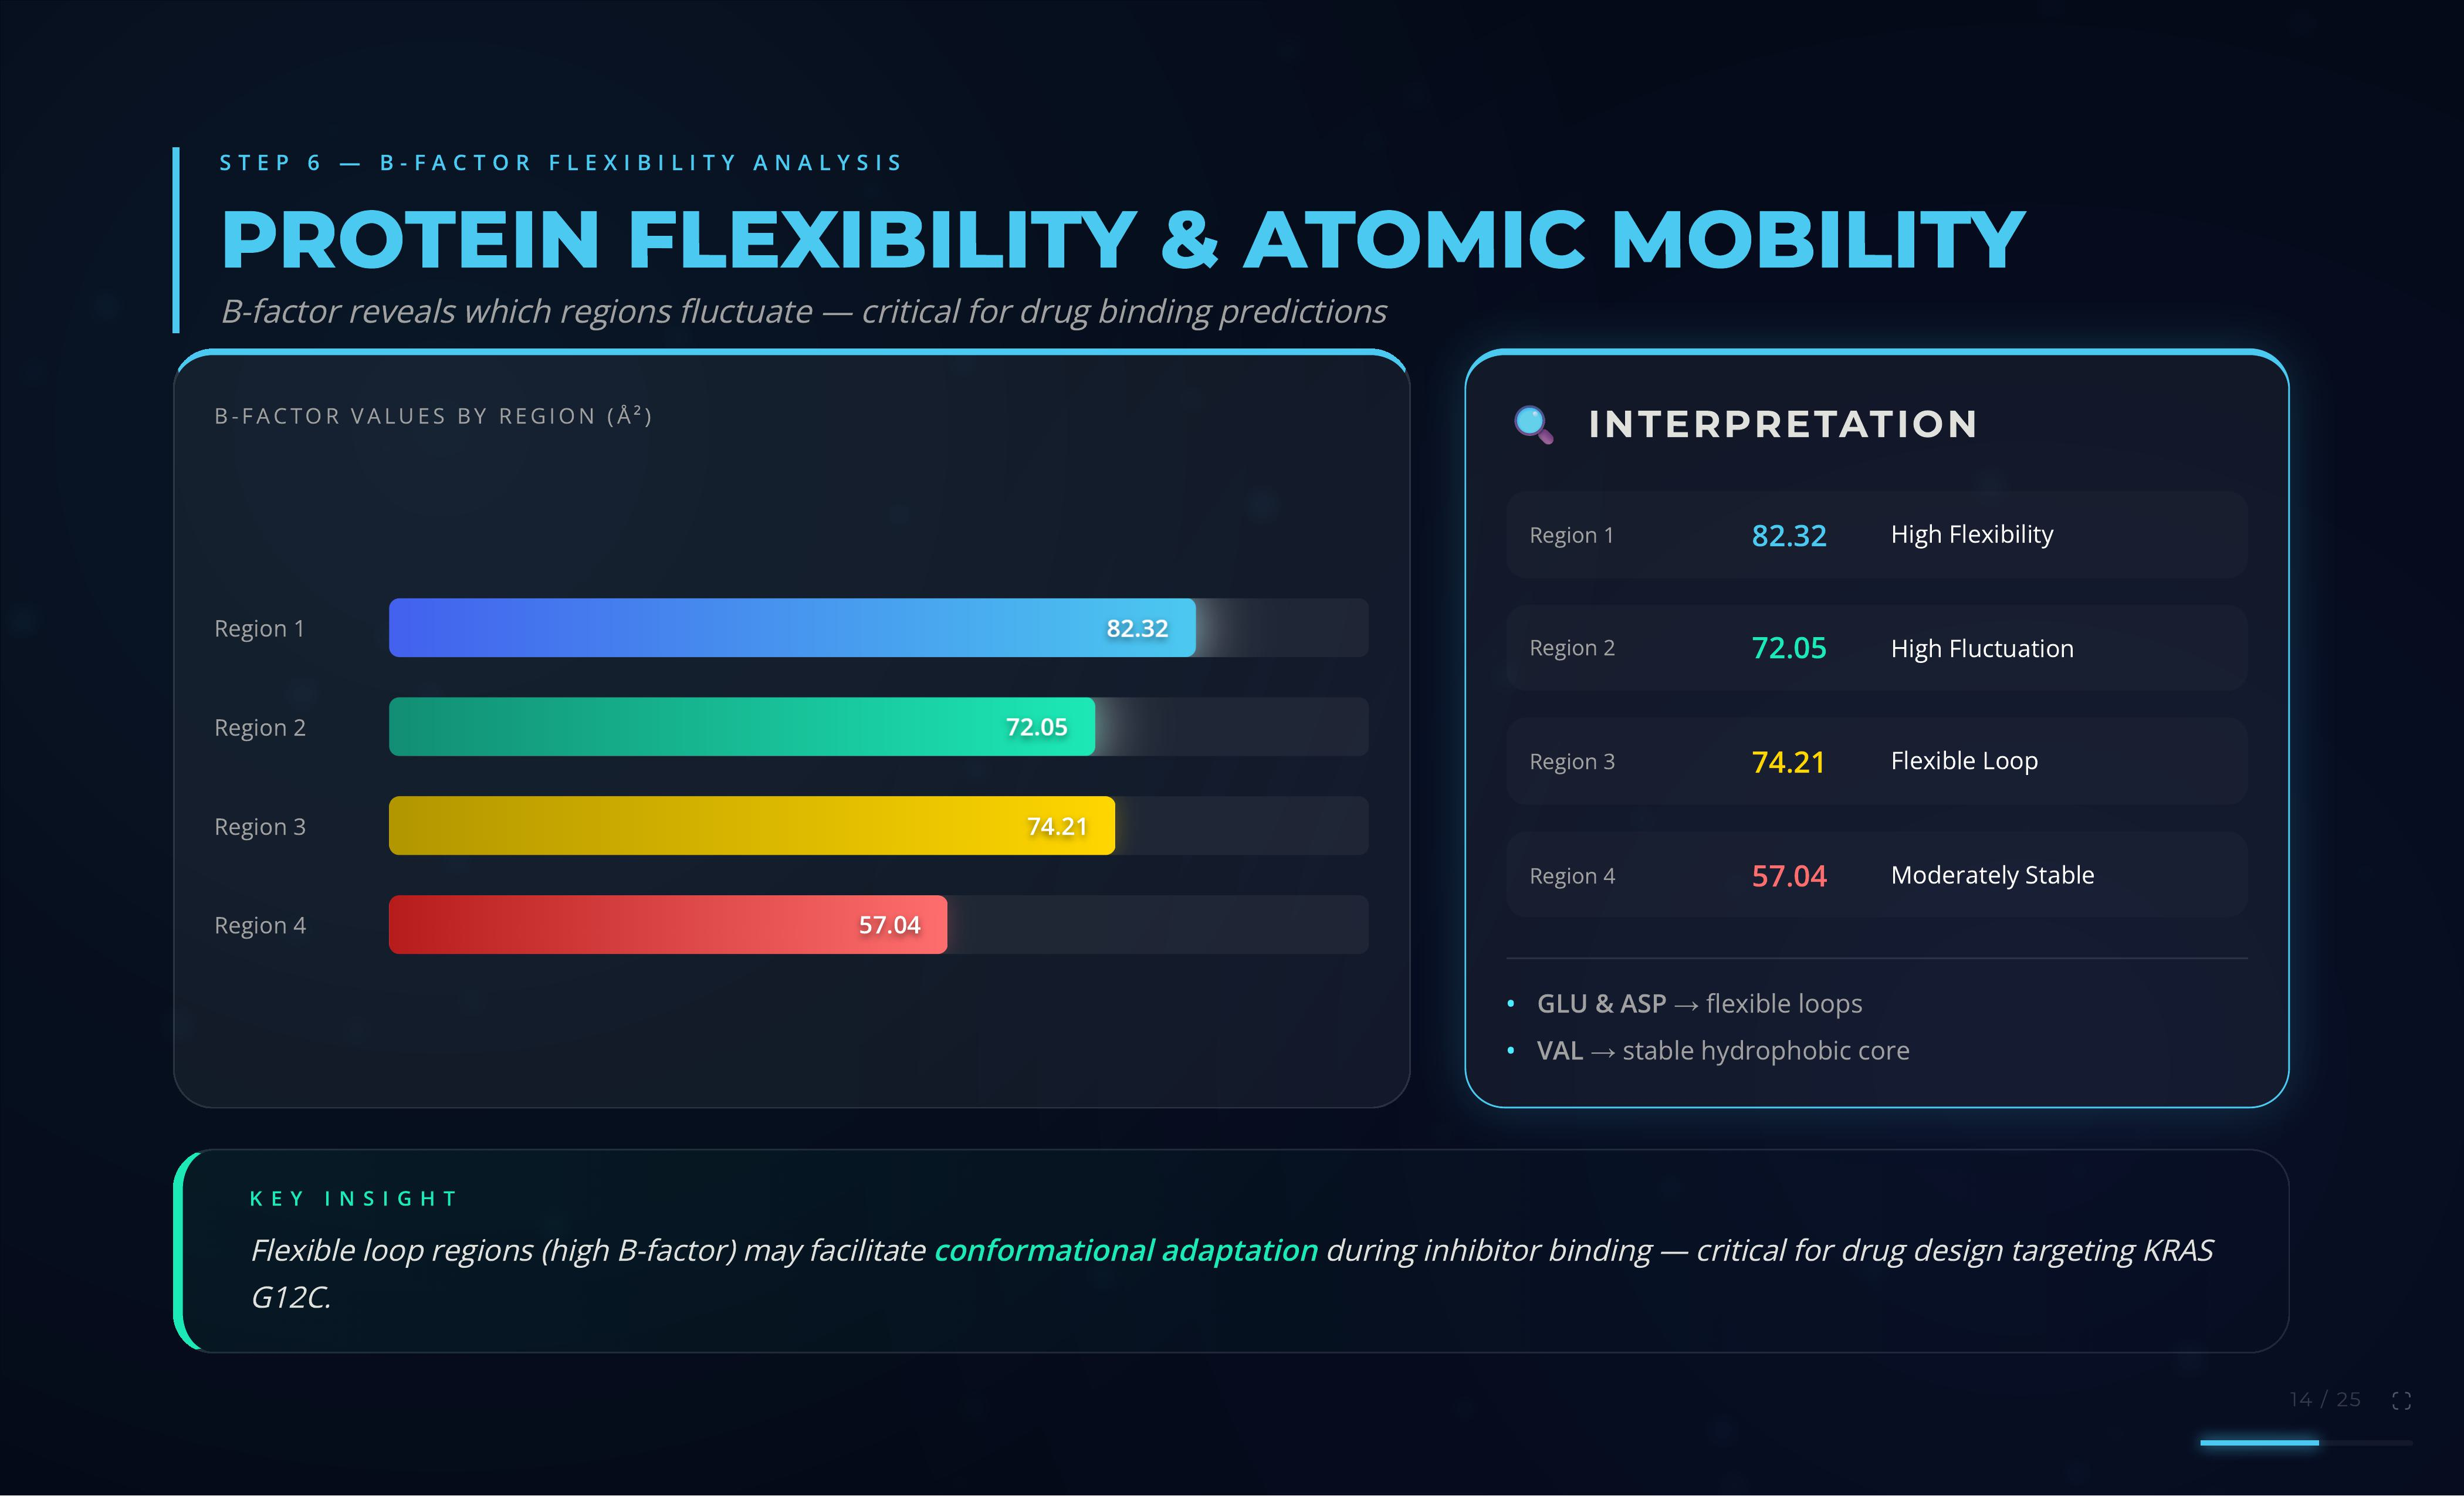 STEP 6 — B-FACTOR FLEXIBILITY ANALYSIS
PROTEIN FLEXIBILITY & ATOMIC MOBILITY
B-factor reveals which regions fluctuate — critical for drug binding predictions
B-FACTOR VALUES BY REGION (Å²)
Region 1 82.32
Region 2 72.05
Region 3 74.21
Region 4 57.04
INTERPRETATION
Region 1 82.32 High Flexibility
Region 2 72.05 High Fluctuation
Region 3 74.21 Flexible Loop
Region 4 57.04 Moderately Stable
• GLU & ASP → flexible loops
• VAL → stable hydrophobic core
KEY INSIGHT
Flexible loop regions (high B-factor) may facilitate conformational adaptation during inhibitor binding — critical for drug design targeting KRAS
G12C.
14 / 25